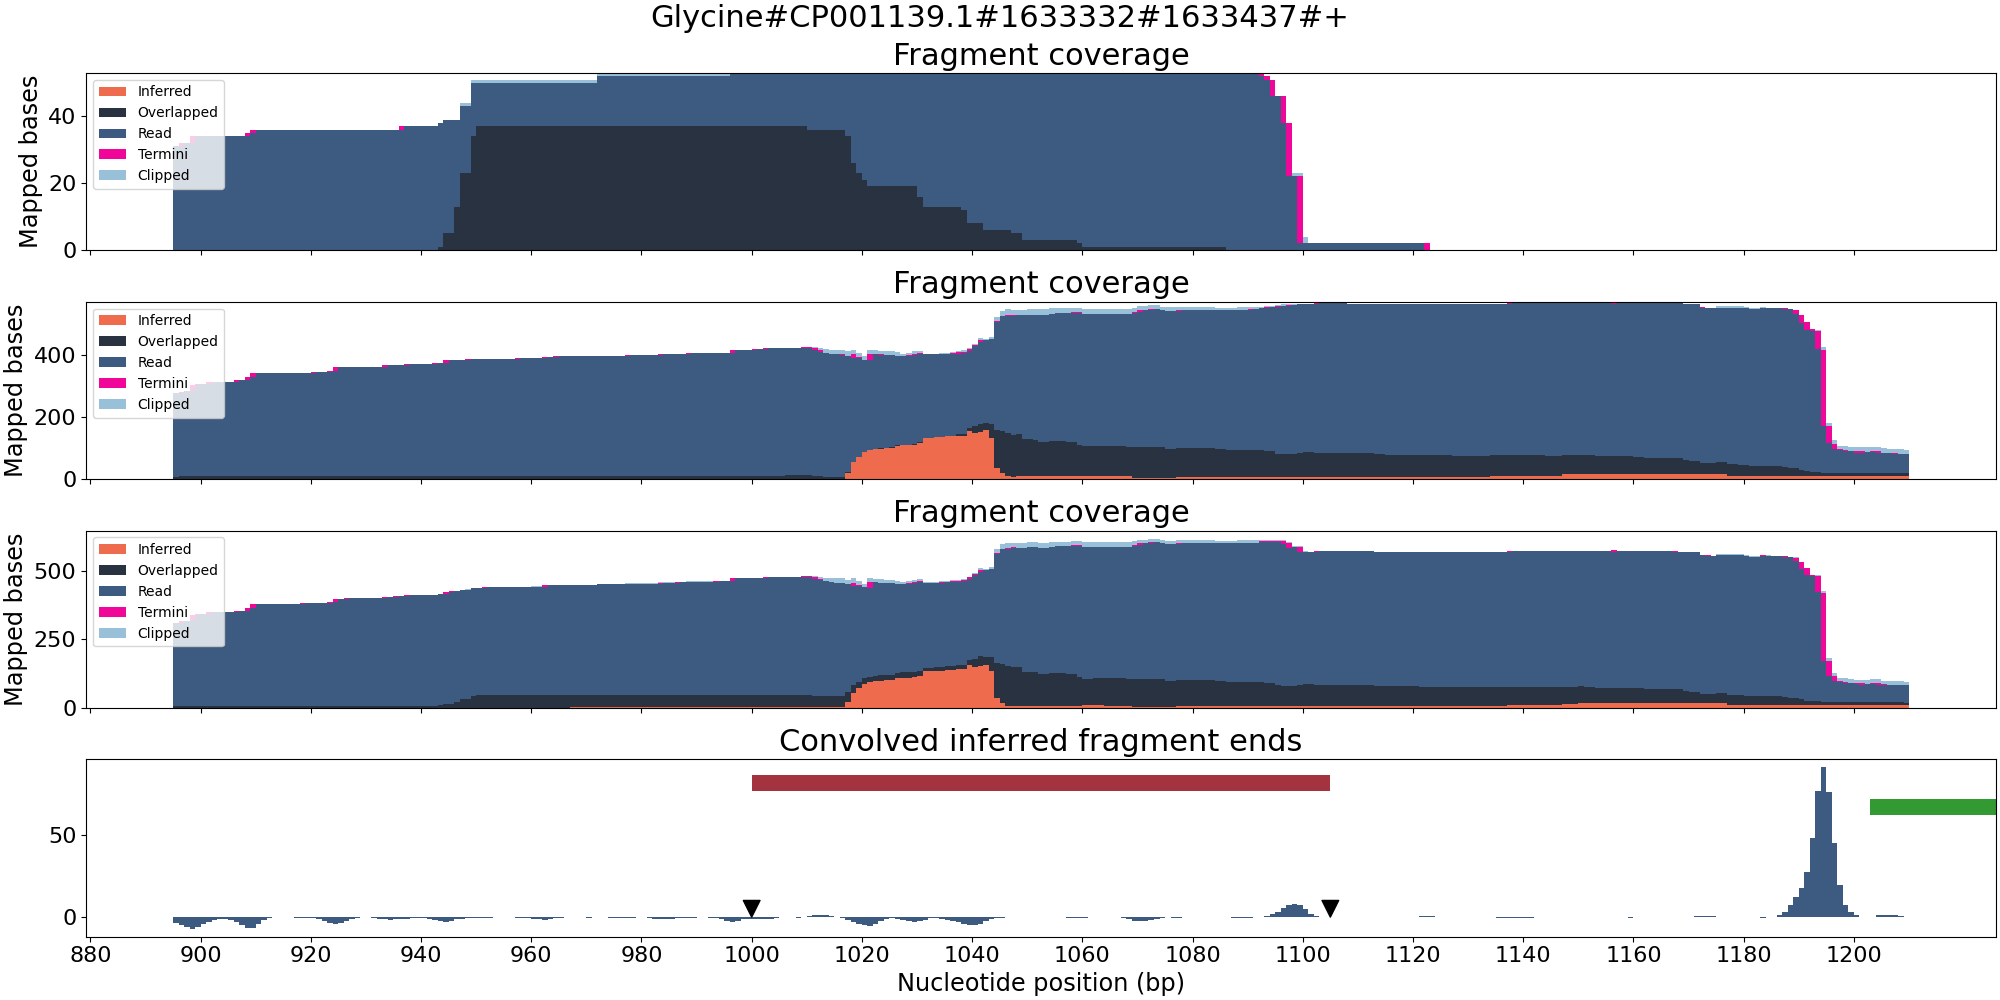 Glycine#CP001139.1#1633332#1633437#+
Fragment coverage
Mapped bases
40
20
0
Inferred
Overlapped
Read
Termini
Clipped
Fragment coverage
Mapped bases
400
200
0
Inferred
Overlapped
Read
Termini
Clipped
Fragment coverage
Mapped bases
500
250
0
Inferred
Overlapped
Read
Termini
Clipped
Convolved inferred fragment ends
50
0
880 900 920 940 960 980 1000 1020 1040 1060 1080 1100 1120 1140 1160 1180 1200
Nucleotide position (bp)